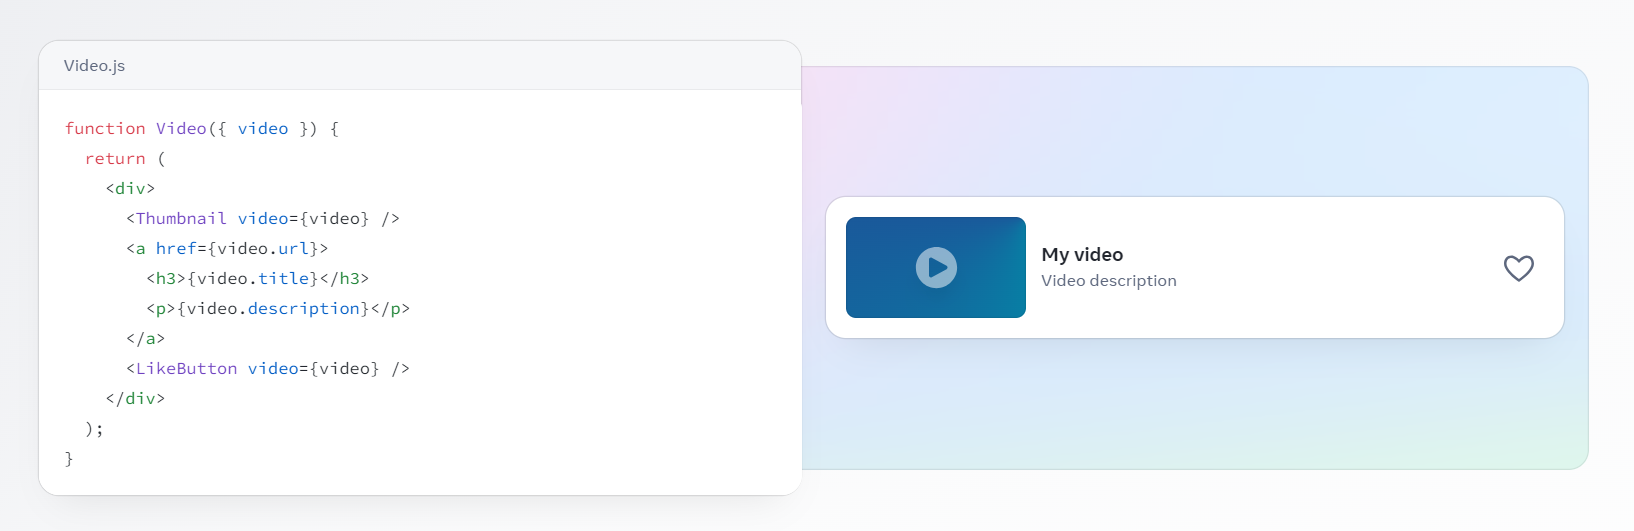 Video.js
function Video({ video }) {
  return (
    <div>
      <Thumbnail video={video} />
      <a href={video.url}>
        <h3>{video.title}</h3>
        <p>{video.description}</p>
      </a>
      <LikeButton video={video} />
    </div>
  );
}
My video
Video description